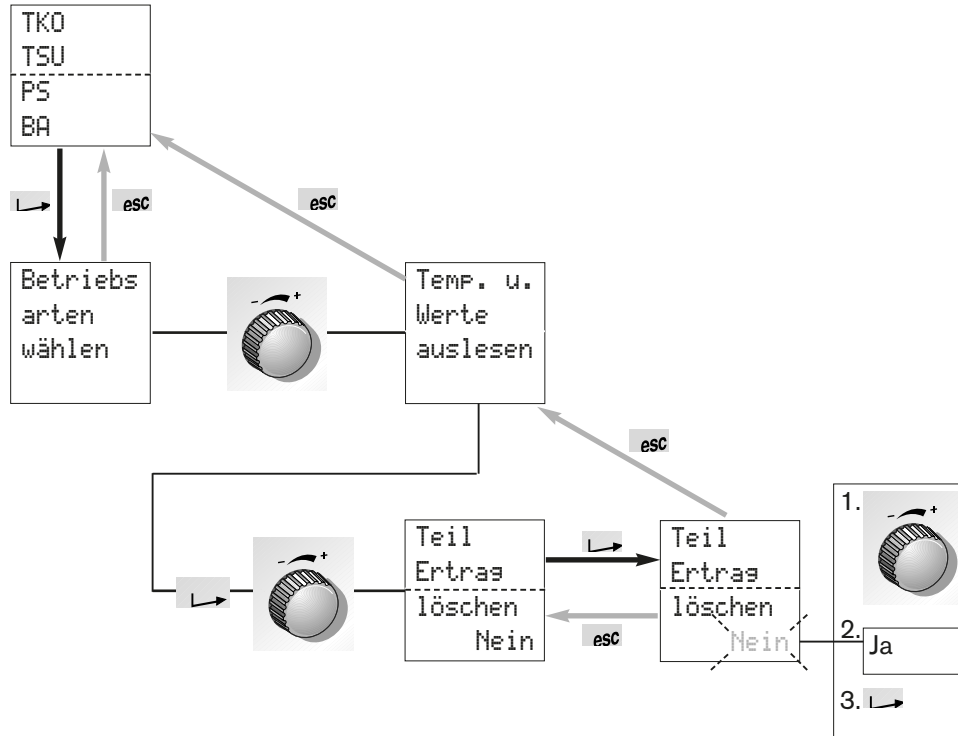 TKO
TSU
PS
BA
esc
esc
Betriebs
arten
wählen
- +
Temp. u.
Werte
auslesen
esc
- +
Teil
Ertrag
löschen
Nein
esc
Teil
Ertrag
löschen
Nein
1.
- +
2.
Ja
3.